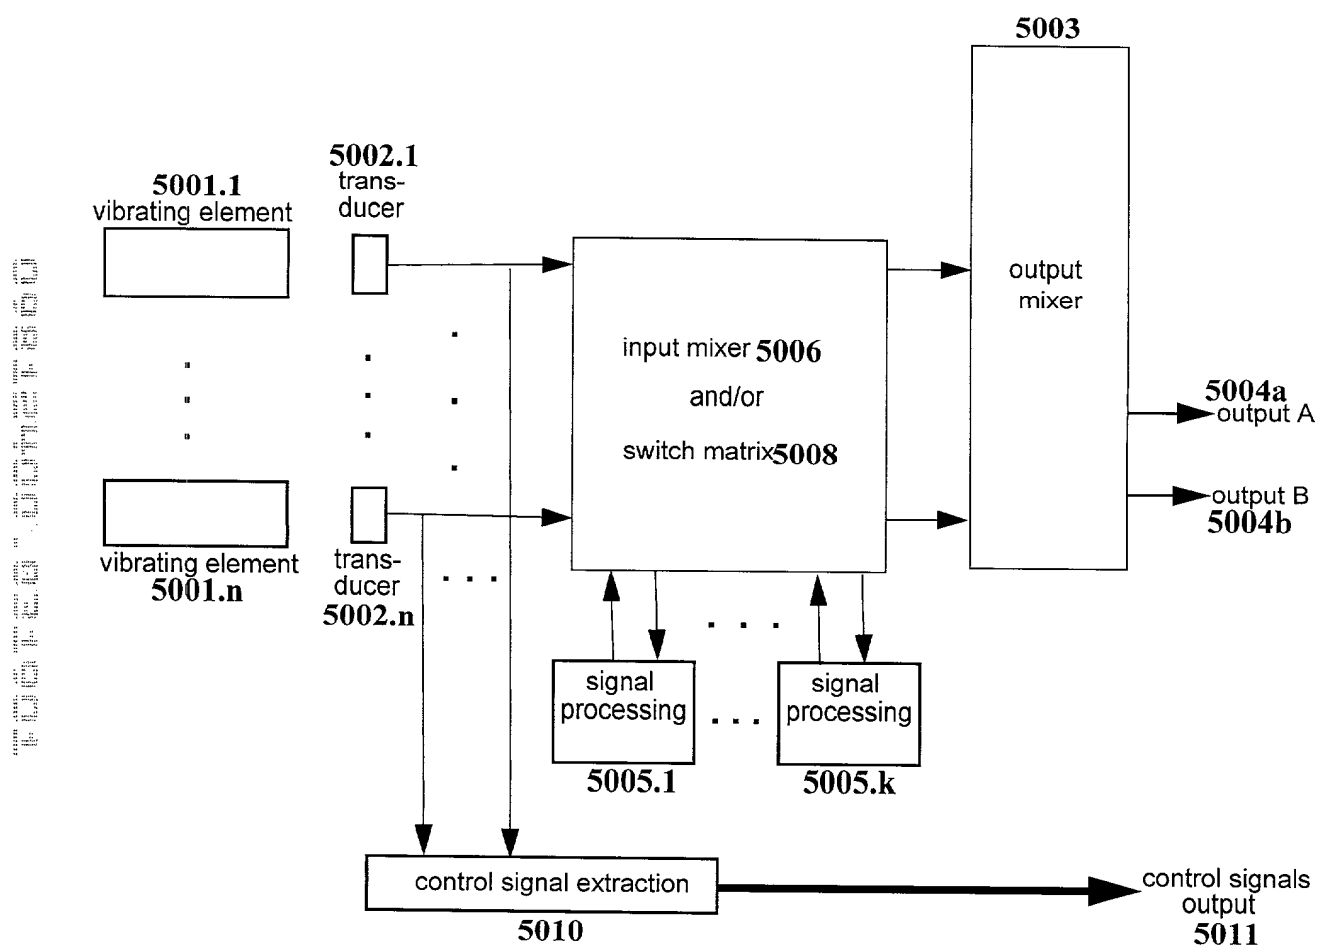 5003
5002.1
trans-
ducer
5001.1
vibrating element
output
mixer
input mixer 5006
and/or
switch matrix 5008
5004a
output A
output B
5004b
vibrating element
5001.n
trans-
ducer
5002.n
signal
processing
5005.1
signal
processing
5005.k
control signal extraction
5010
control signals
output
5011